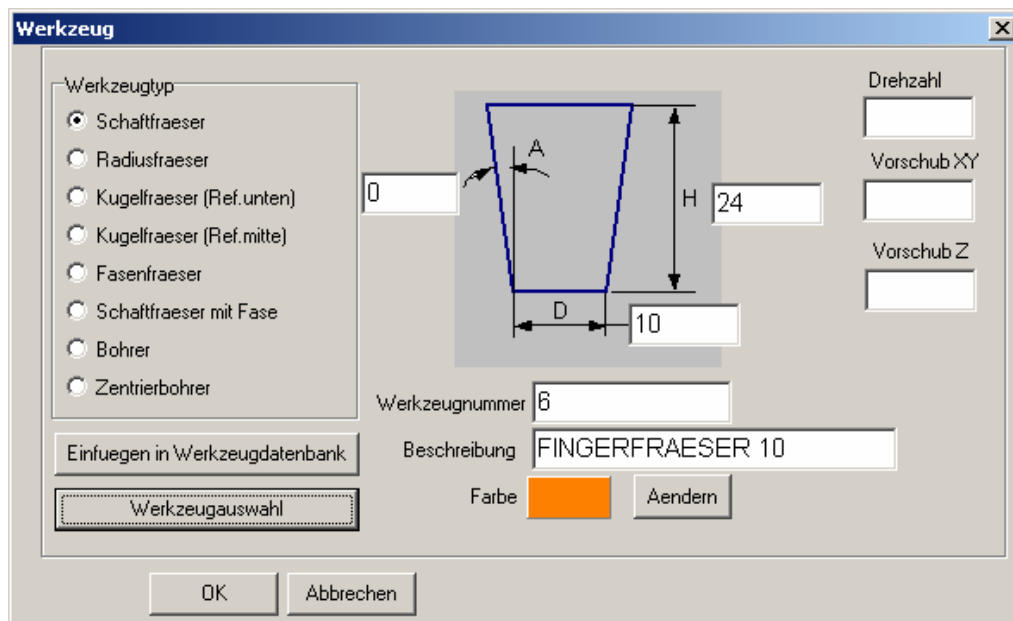 Werkzeug
Werkzeugtyp
Schaftfraeser
Radiusfraeser
Kugelfraeser (Ref.unten)
Kugelfraeser (Ref.mitte)
Fasenfraeser
Schaftfraeser mit Fase
Bohrer
Zentrierbohrer
Einfuegen in Werkzeugdatenbank
Werkzeugauswahl
0
A
H
24
D
10
Drehzahl
Vorschub XY
Vorschub Z
Werkzeugnummer 6
Beschreibung FINGERFRAESER 10
Farbe
Aendern
OK
Abbrechen